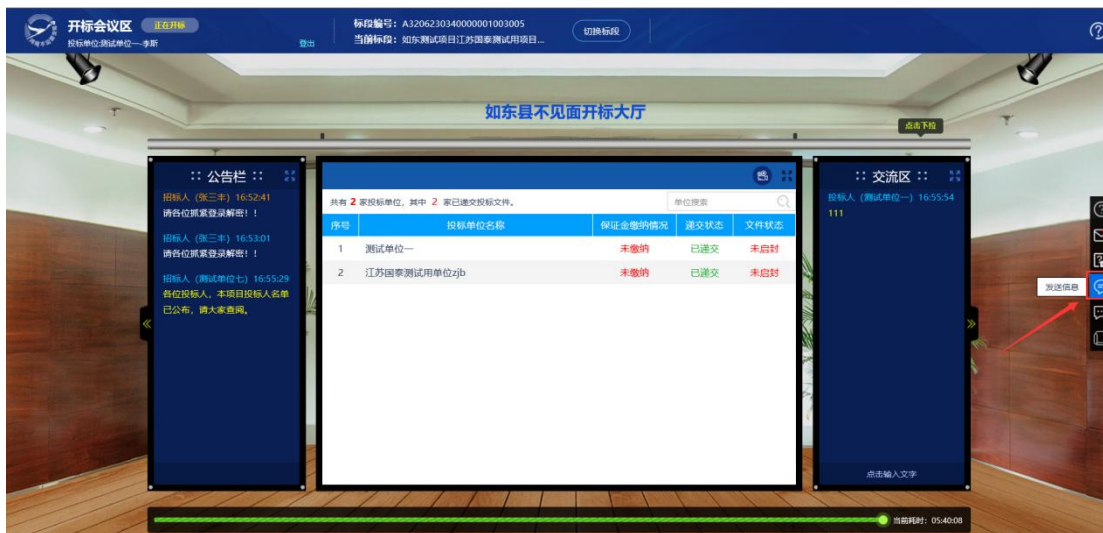 开标会议区 正在开标
投标单位:测试单位一-李斯
登出
标段编号：A3206230340000001003005
当前标段：如东测试项目江苏国泰测试用项目...
切换标段
如东县不见面开标大厅
点击下拉
:: 公告栏 ::
招标人（张三丰）16:52:41
请各位抓紧登录解密！！
招标人（张三丰）16:53:01
请各位抓紧登录解密！！
招标人（测试单位七）16:55:29
各位投标人，本项目投标人名单
已公布，请大家查阅。
共有 2 家投标单位，其中 2 家已递交投标文件。
单位搜索
序号 投标单位名称 保证金缴纳情况 递交状态 文件状态
1 测试单位一 未缴纳 已递交 未启封
2 江苏国泰测试用单位zjb 未缴纳 已递交 未启封
:: 交流区 ::
投标人（测试单位一）16:55:54
111
点击输入文字
发送信息
当前耗时：05:40:08